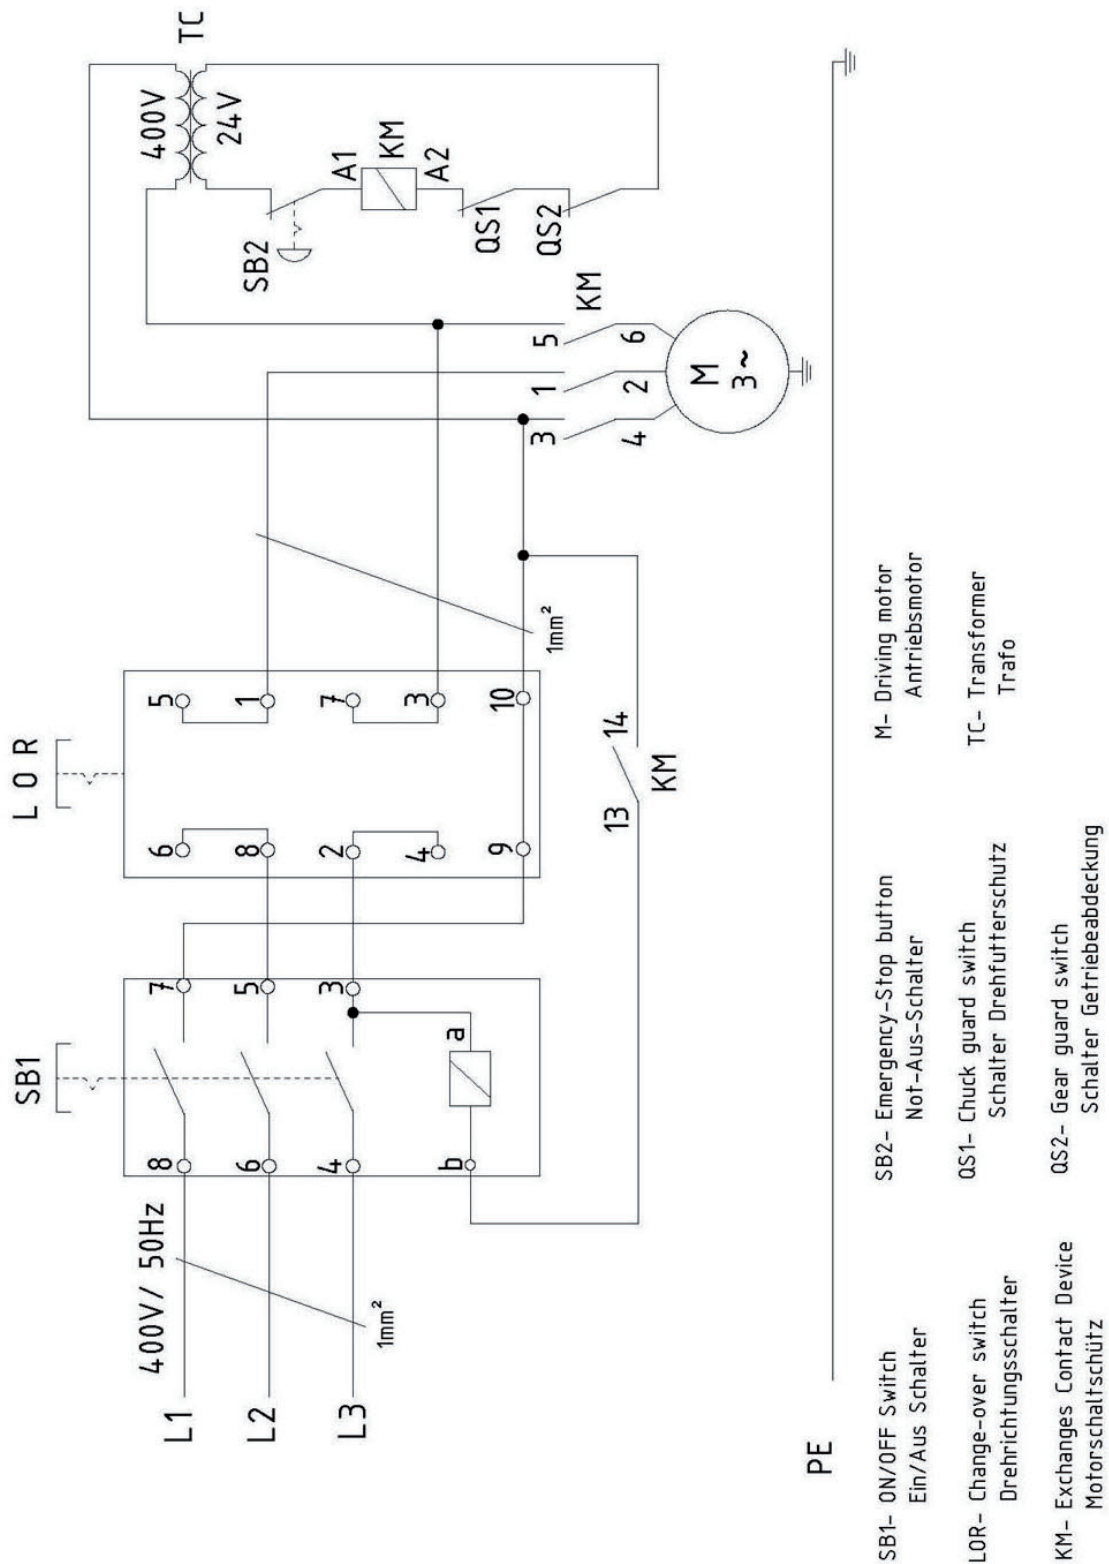 L O R
SB1
TC
400V
24V
SB2
A1
KM
A2
QS1
QS2
400V/ 50Hz
L1
L2
L3
1mm²
8
7
6
5
4
3
b
a
6
5
8
1
2
7
4
3
9
10
1mm²
13
14
KM
5
6
1
2
3
4
KM
M
3~
PE
SB1- ON/OFF Switch
Ein/Aus Schalter
LOR- Change-over switch
Drehrichtungsschalter
KM- Exchanges Contact Device
Motorschaltschütz
SB2- Emergency-Stop button
Not-Aus-Schalter
QS1- Chuck guard switch
Schalter Drehfutterschutz
QS2- Gear guard switch
Schalter Getriebeabdeckung
M- Driving motor
Antriebsmotor
TC- Transformer
Trafo